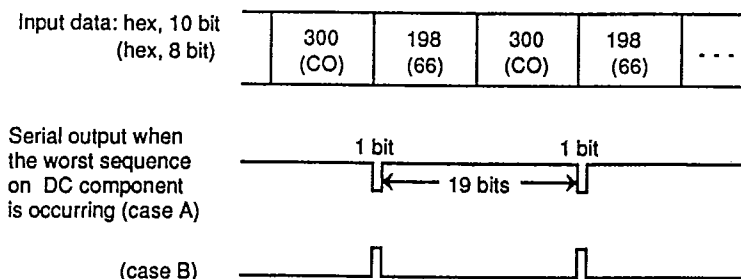 Input data: hex, 10 bit
(hex, 8 bit)
300
(CO)
198
(66)
300
(CO)
198
(66)
- - -
Serial output when
the worst sequence
on DC component
is occurring (case A)
1 bit
1 bit
19 bits
(case B)